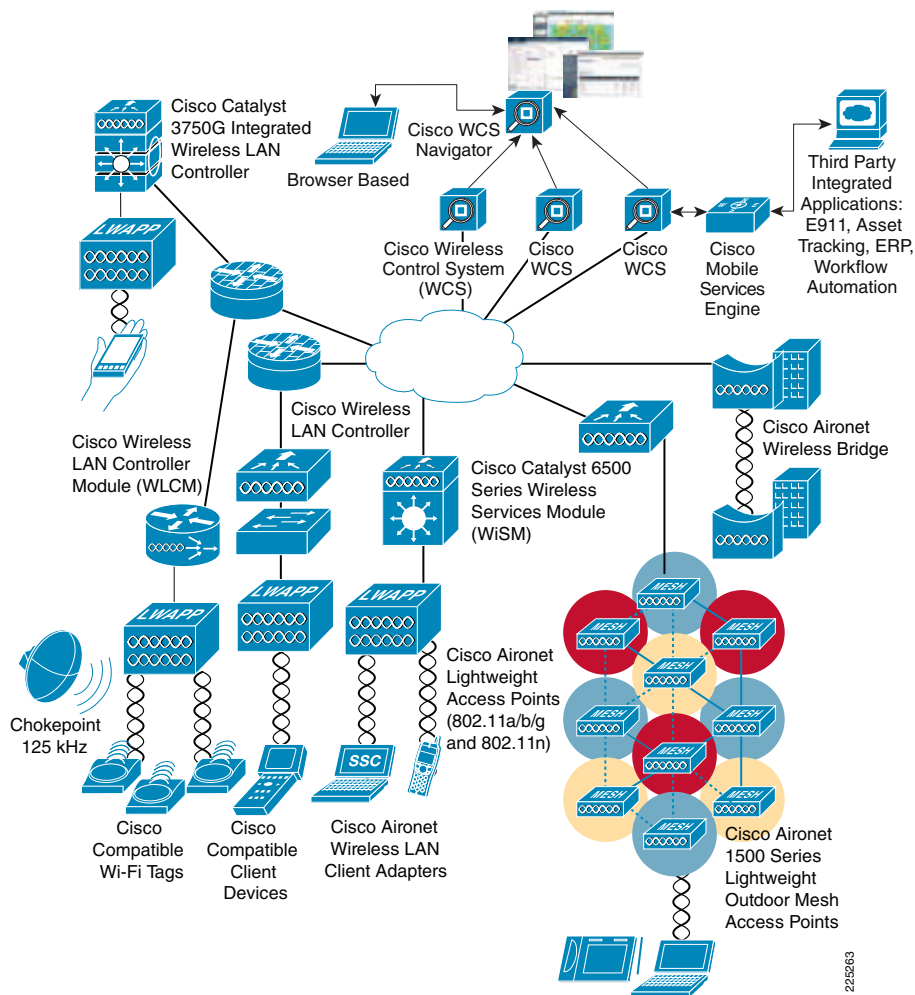 Cisco Catalyst
3750G Integrated
Wireless LAN
Controller
Browser Based
Cisco WCS
Navigator
Third Party
Integrated
Applications:
E911, Asset
Tracking, ERP,
Workflow
Automation
Cisco Wireless
Control System
(WCS)
Cisco
WCS
Cisco
WCS
Cisco
Mobile
Services
Engine
LWAPP
Cisco Wireless
LAN Controller
Cisco Wireless
LAN Controller
Module (WLCM)
Cisco Catalyst 6500
Series Wireless
Services Module
(WiSM)
Cisco Aironet
Wireless Bridge
LWAPP
LWAPP
LWAPP
Chokepoint
125 kHz
Cisco Aironet
Lightweight
Access Points
(802.11a/b/g
and 802.11n)
SSC
MESH
MESH
MESH
MESH
MESH
MESH
MESH
MESH
MESH
MESH
Cisco
Compatible
Wi-Fi Tags
Cisco
Compatible
Client
Devices
Cisco Aironet
Wireless LAN
Client Adapters
Cisco Aironet
1500 Series
Lightweight
Outdoor Mesh
Access Points
225263